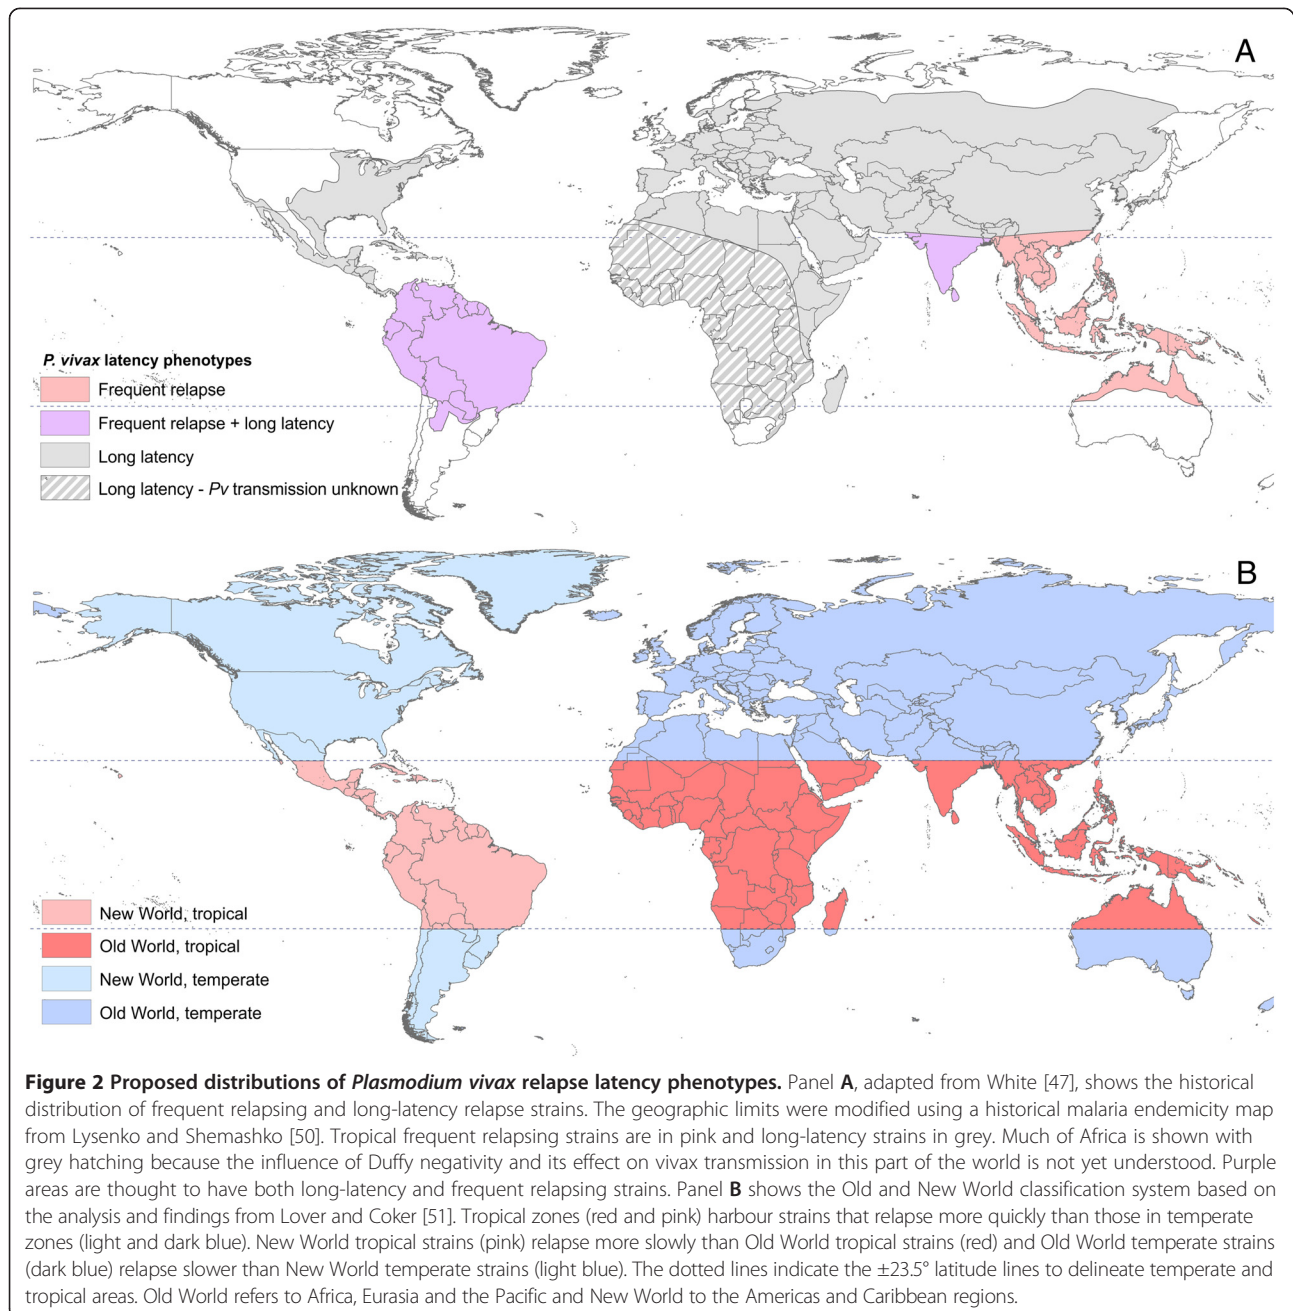 A
P. vivax latency phenotypes
Frequent relapse
Frequent relapse + long latency
Long latency
Long latency - Pv transmission unknown
B
New World, tropical
Old World, tropical
New World, temperate
Old World, temperate
Figure 2 Proposed distributions of Plasmodium vivax relapse latency phenotypes. Panel A, adapted from White [47], shows the historical
distribution of frequent relapsing and long-latency relapse strains. The geographic limits were modified using a historical malaria endemicity map
from Lysenko and Shemashko [50]. Tropical frequent relapsing strains are in pink and long-latency strains in grey. Much of Africa is shown with
grey hatching because the influence of Duffy negativity and its effect on vivax transmission in this part of the world is not yet understood. Purple
areas are thought to have both long-latency and frequent relapsing strains. Panel B shows the Old and New World classification system based on
the analysis and findings from Lover and Coker [51]. Tropical zones (red and pink) harbour strains that relapse more quickly than those in temperate
zones (light and dark blue). New World tropical strains (pink) relapse more slowly than Old World tropical strains (red) and Old World temperate strains
(dark blue) relapse slower than New World temperate strains (light blue). The dotted lines indicate the ±23.5° latitude lines to delineate temperate and
tropical areas. Old World refers to Africa, Eurasia and the Pacific and New World to the Americas and Caribbean regions.